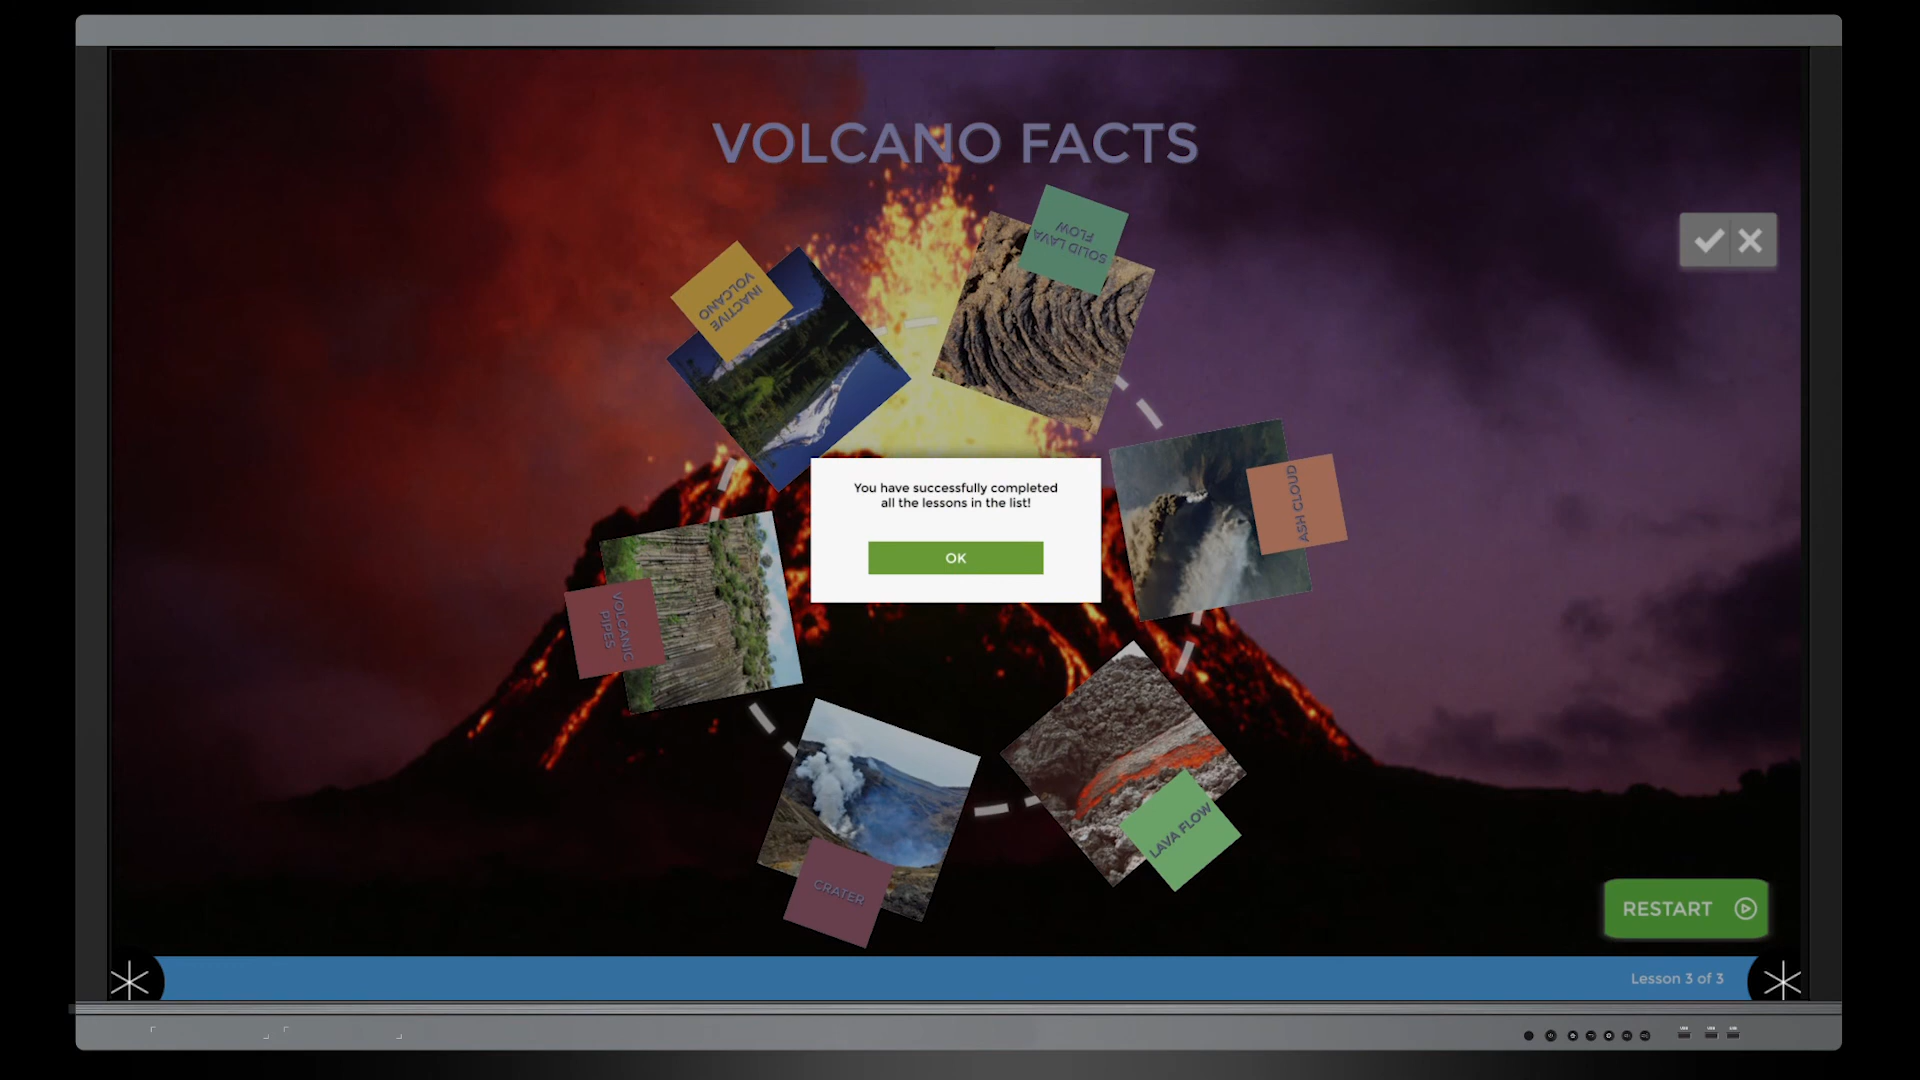 VOLCANO FACTS
SOLID LAVA
FLOW
INACTIVE
VOLCANO
You have successfully completed
all the lessons in the list!
OK
ASH CLOUD
VOLCANIC
PIPES
LAVA FLOW
CRATER
RESTART
Lesson 3 of 3